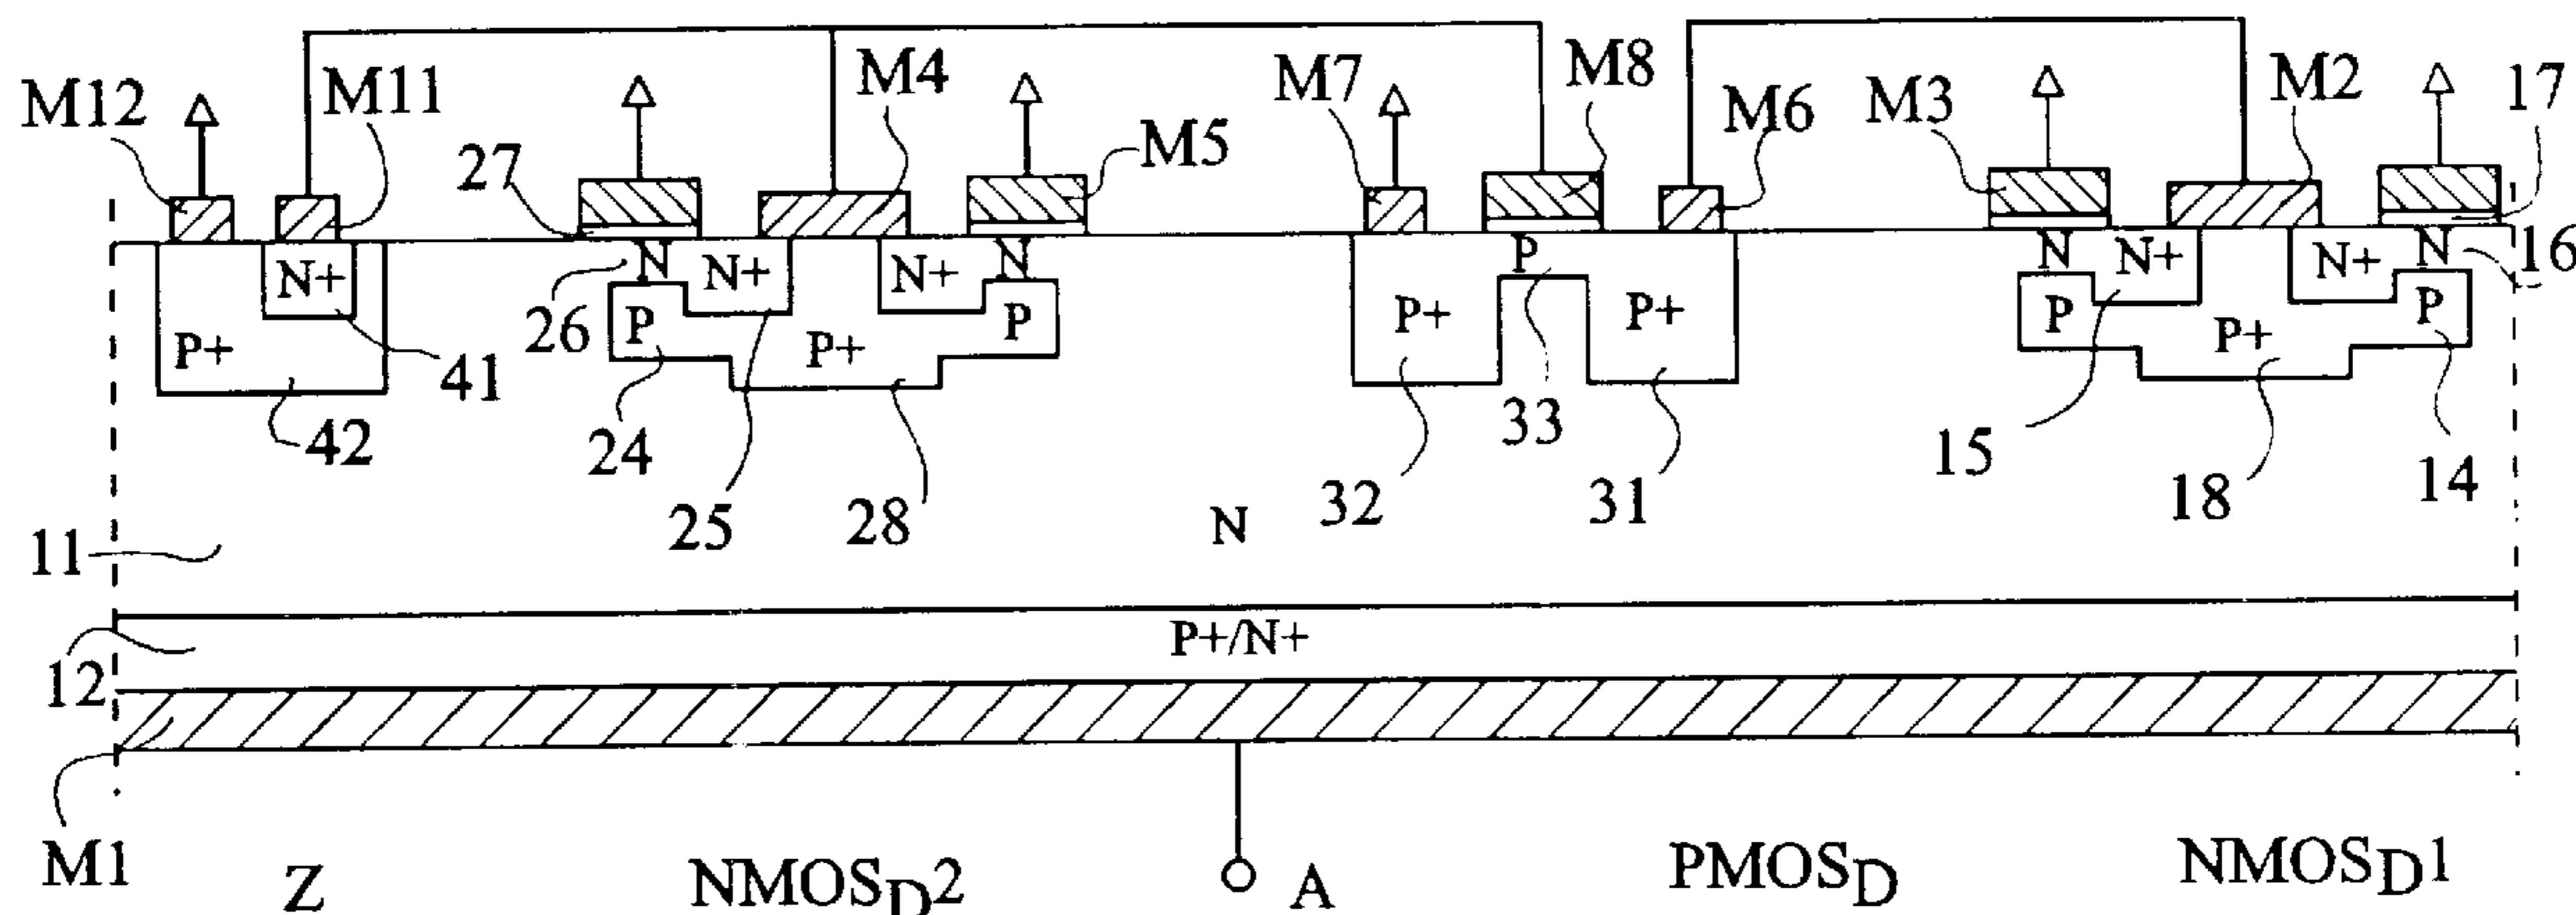 M12 M11 M4 M7 M8 M6 M3 M2 17
27 M5
N+ N N+ N+ N P N N+ N+ N 16
P+ 26 P P+ P P+ P+ P P+ P
41
42 24 33 15
25 28 32 31 18 14
11 N
P+/N+
12
M1 Z NMOSD2 A PMOSD NMOSD1